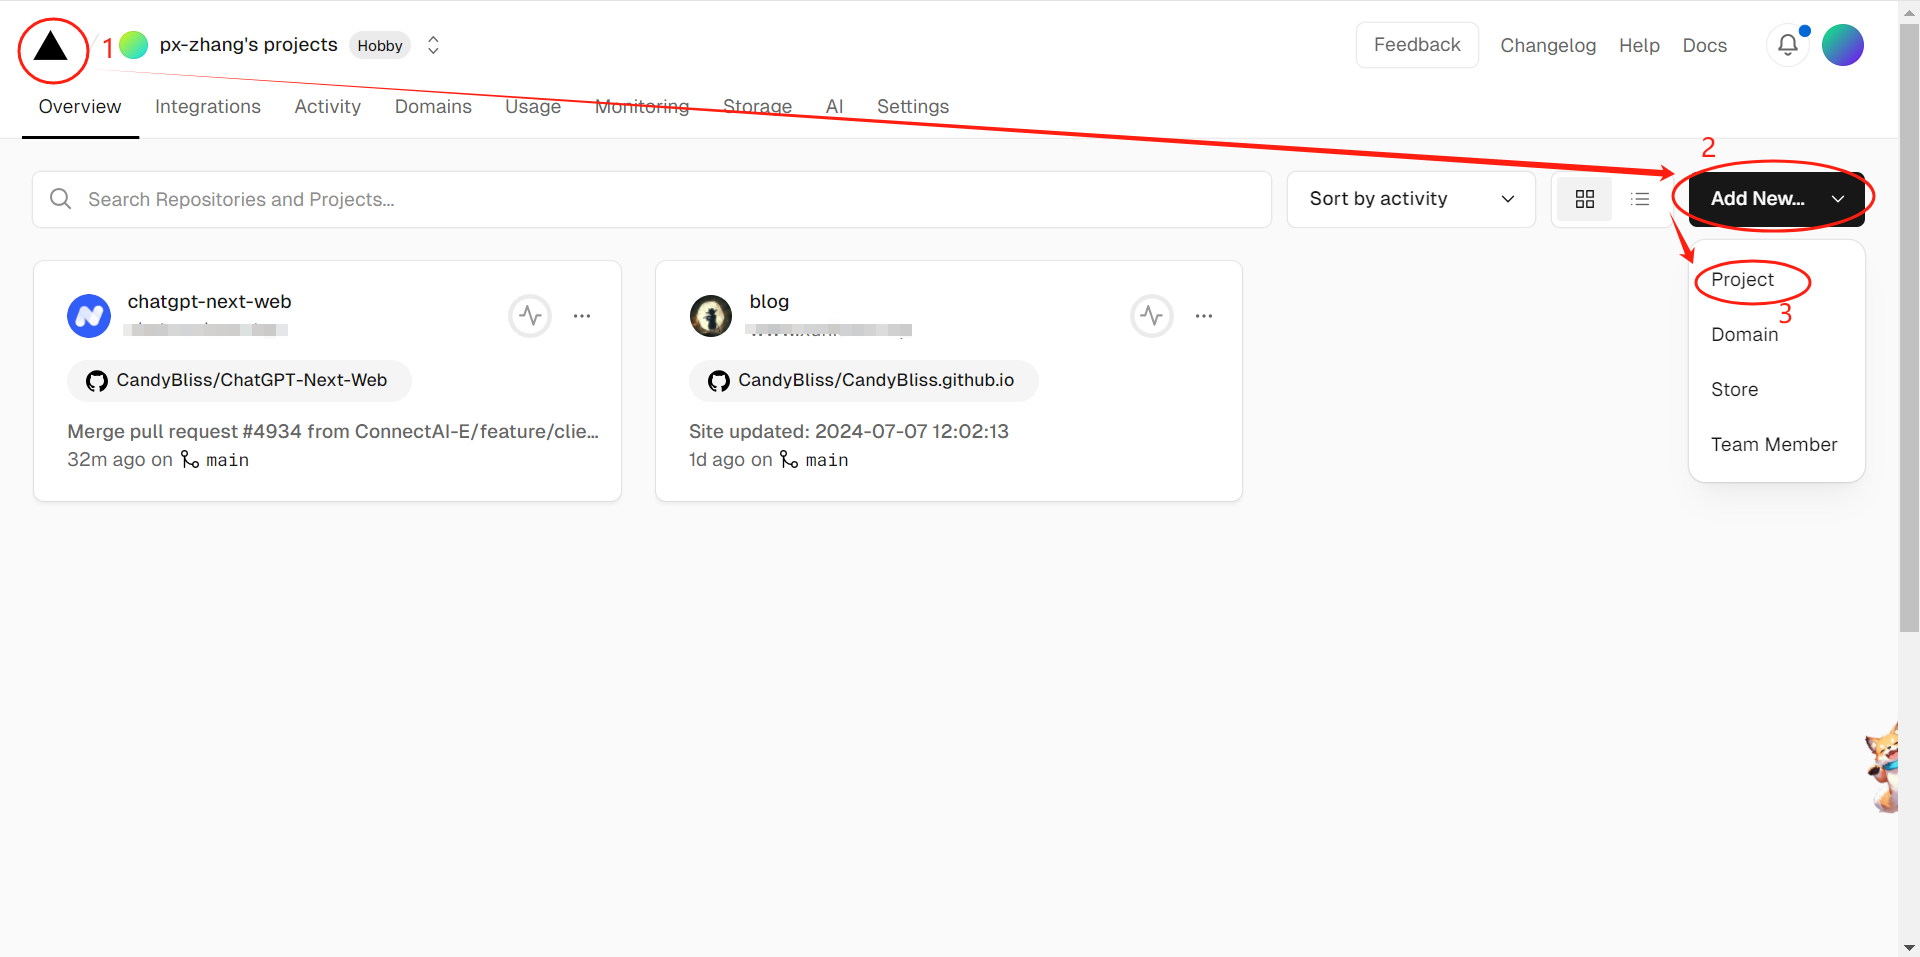 1 px-zhang's projects Hobby
Feedback Changelog Help Docs
Overview Integrations Activity Domains Usage Monitoring Storage AI Settings
2
Search Repositories and Projects...
Sort by activity
Add New...
Project
3
Domain
Store
Team Member
chatgpt-next-web
CandyBliss/ChatGPT-Next-Web
Merge pull request #4934 from ConnectAI-E/feature/clie...
32m ago on main
blog
CandyBliss/CandyBliss.github.io
Site updated: 2024-07-07 12:02:13
1d ago on main